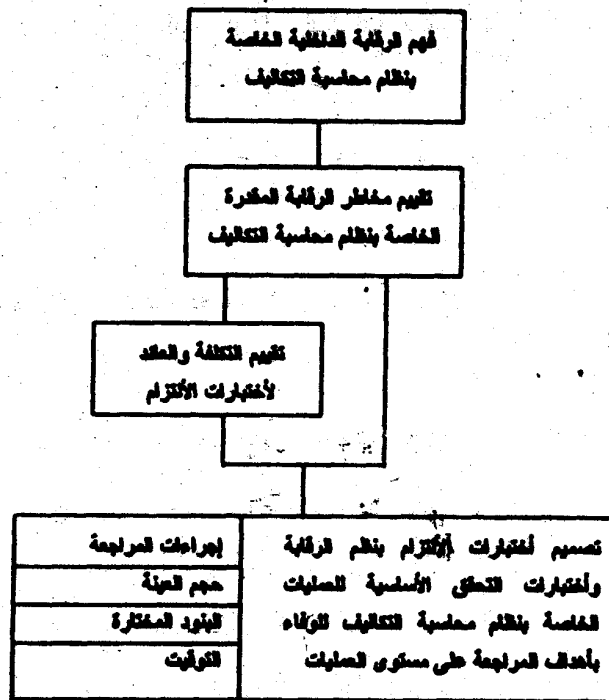 فهم الرقابة الداخلية الخاصة
بنظام محاسبة التكاليف
تقييم مخاطر الرقابة المقدرة
الخاصة بنظام محاسبة التكاليف
تقييم التكلفة والعائد
لأختبارات الألتزام
تصميم أختبارات الألتزام بنظم الرقابة
وأختبارات التحقق الأساسية للعمليات
الخاصة بنظام محاسبة التكاليف للوفاء
بأهداف المراجعة على مستوى العمليات
إجراءات المراجعة
حجم العينة
البنود المختارة
التوقيت